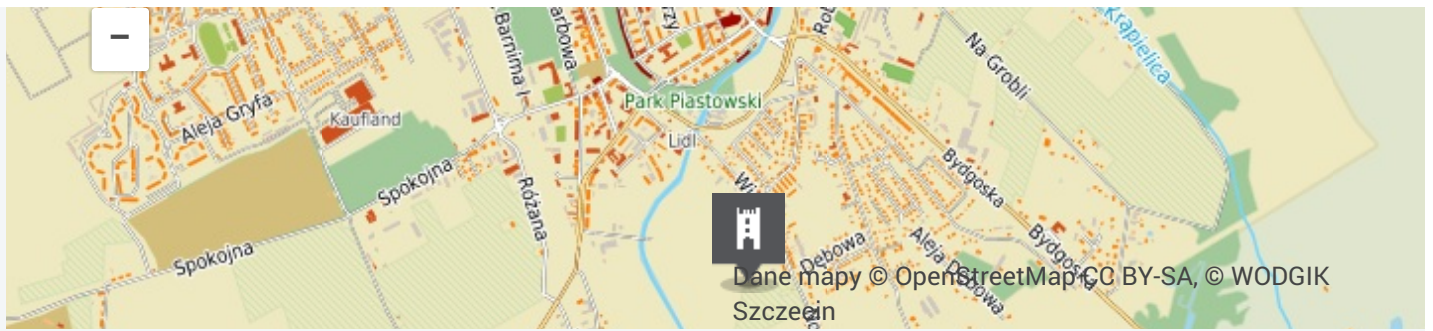 −
Barnima I
Na Grobli
Krąpielica
Park Piastowski
Aleja Gryfa
Kaufland
Lidl
Bydgoska
Spokojna
Różana
Spokojna
Dębowa
Aleja Dębowa
Bydgoska
Dane mapy © OpenStreetMap CC BY-SA, © WODGIK
Szczecin